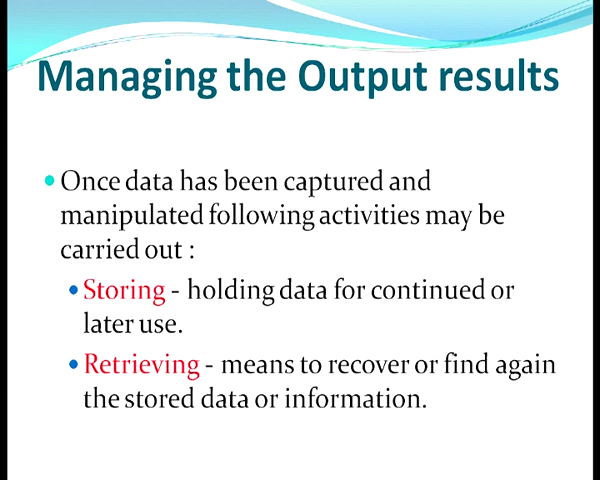 Managing the Output results
• Once data has been captured and
manipulated following activities may be
carried out :
• Storing - holding data for continued or
later use.
• Retrieving - means to recover or find again
the stored data or information.